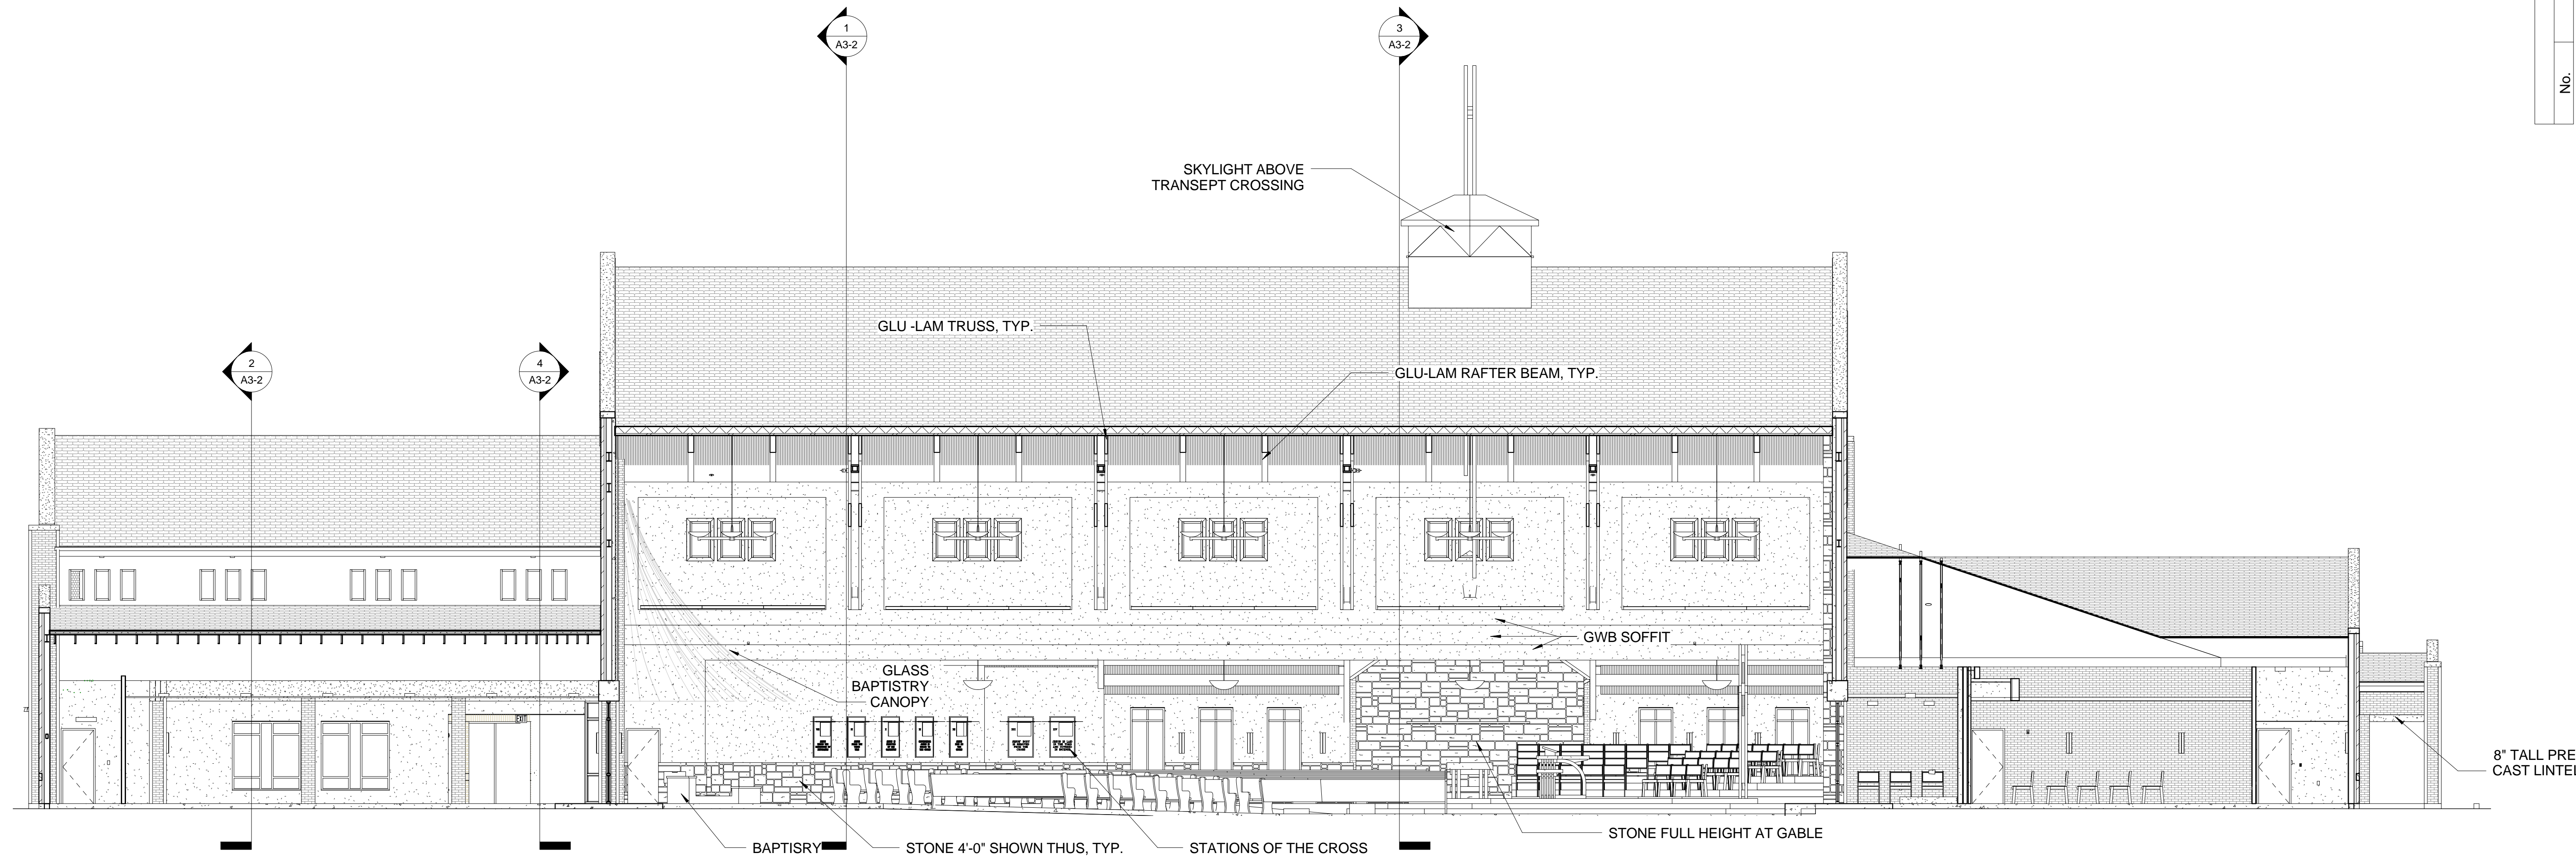 1
A3-2
3
A3-2
No.
SKYLIGHT ABOVE
TRANSEPT CROSSING
GLU -LAM TRUSS, TYP.
2
A3-2
4
A3-2
GLU-LAM RAFTER BEAM, TYP.
GWB SOFFIT
GLASS
BAPTISTRY
CANOPY
8" TALL PRE
CAST LINTEL
STONE FULL HEIGHT AT GABLE
BAPTISRY
STONE 4'-0" SHOWN THUS, TYP.
STATIONS OF THE CROSS